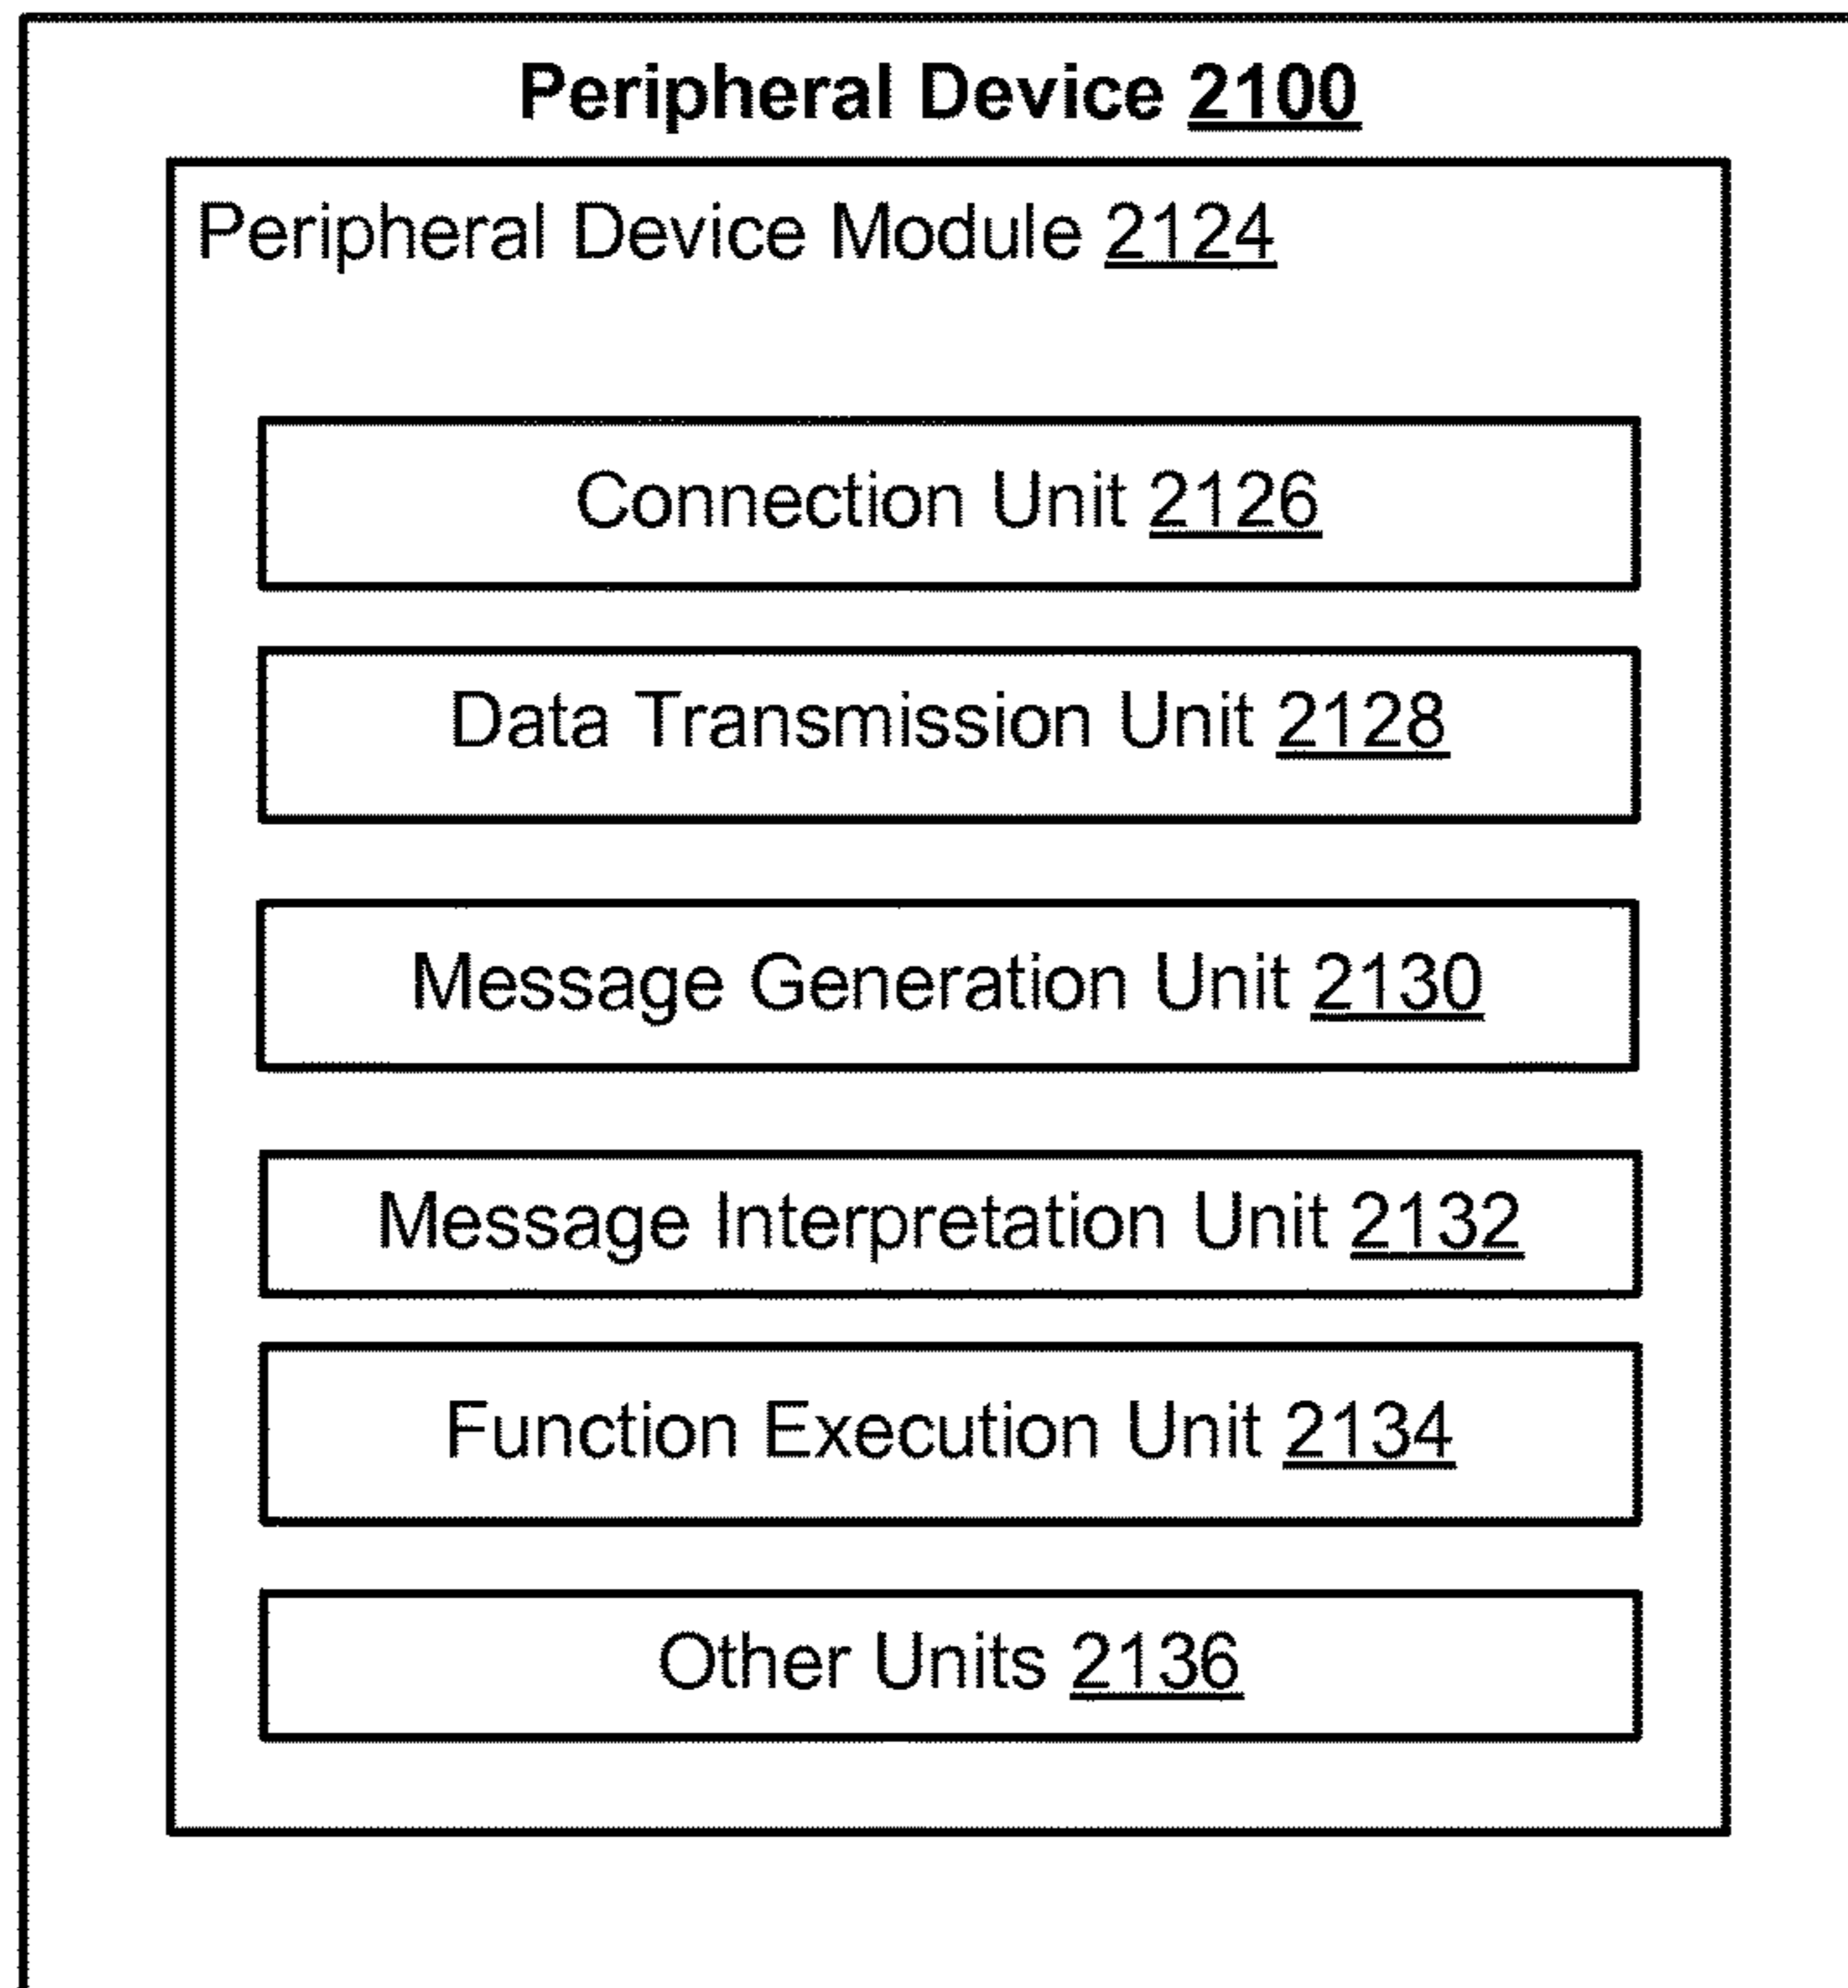 Peripheral Device 2100
Peripheral Device Module 2124
Connection Unit 2126
Data Transmission Unit 2128
Message Generation Unit 2130
Message Interpretation Unit 2132
Function Execution Unit 2134
Other Units 2136